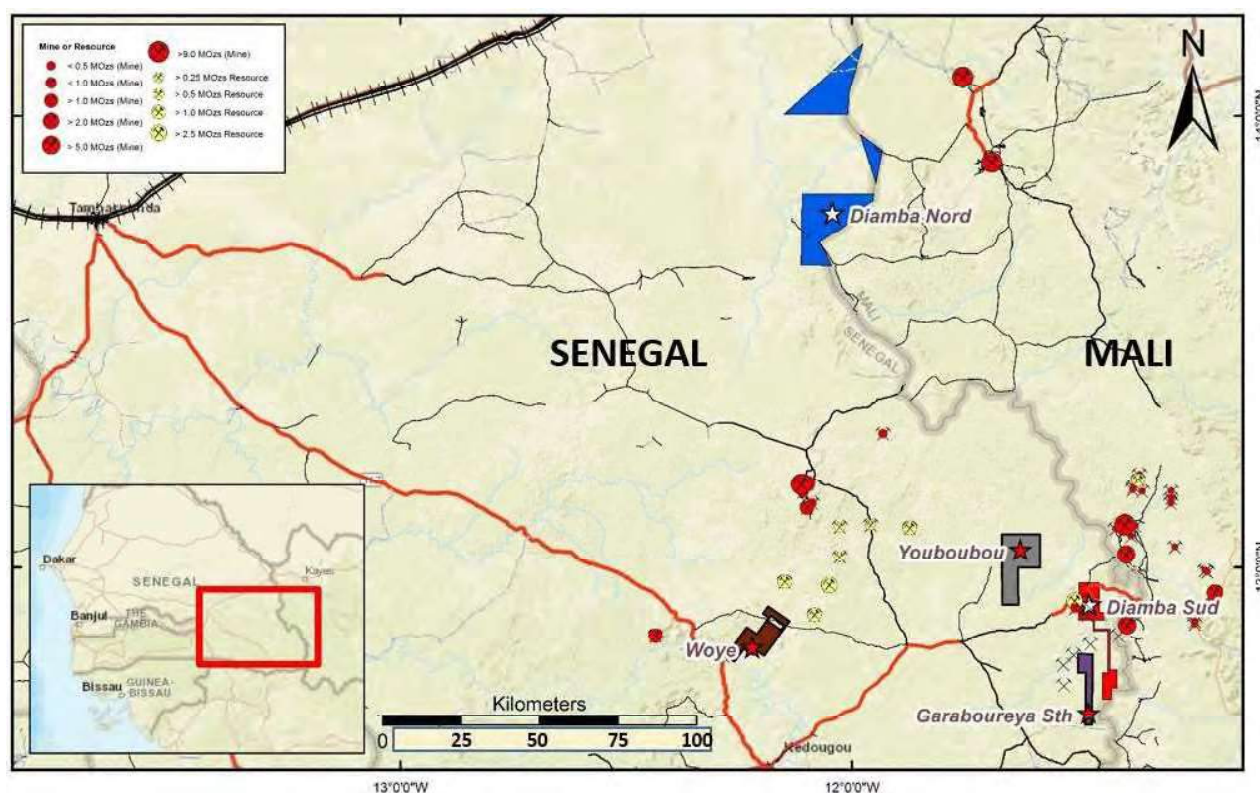 Mine or Resource
< 0.5 MOzs (Mine)
< 1.0 MOzs (Mine)
> 1.0 MOzs (Mine)
> 2.0 MOzs (Mine)
> 5.0 MOzs (Mine)
>9.0 MOzs (Mine)
> 0.25 MOzs Resource
> 0.5 MOzs Resource
> 1.0 MOzs Resource
> 2.5 MOzs Resource
N
Diamba Nord
MALI
SENEGAL
SENEGAL
MALI
Youboubou
Diamba Sud
Woye
Garaboureya Sth
Kedougou
Dakar
SENEGAL
Kayes
Banjul
THE
GAMBIA
Bissau
GUINEA-
BISSAU
Kilometers
0 25 50 75 100
13°0'0"W
12°0'0"W